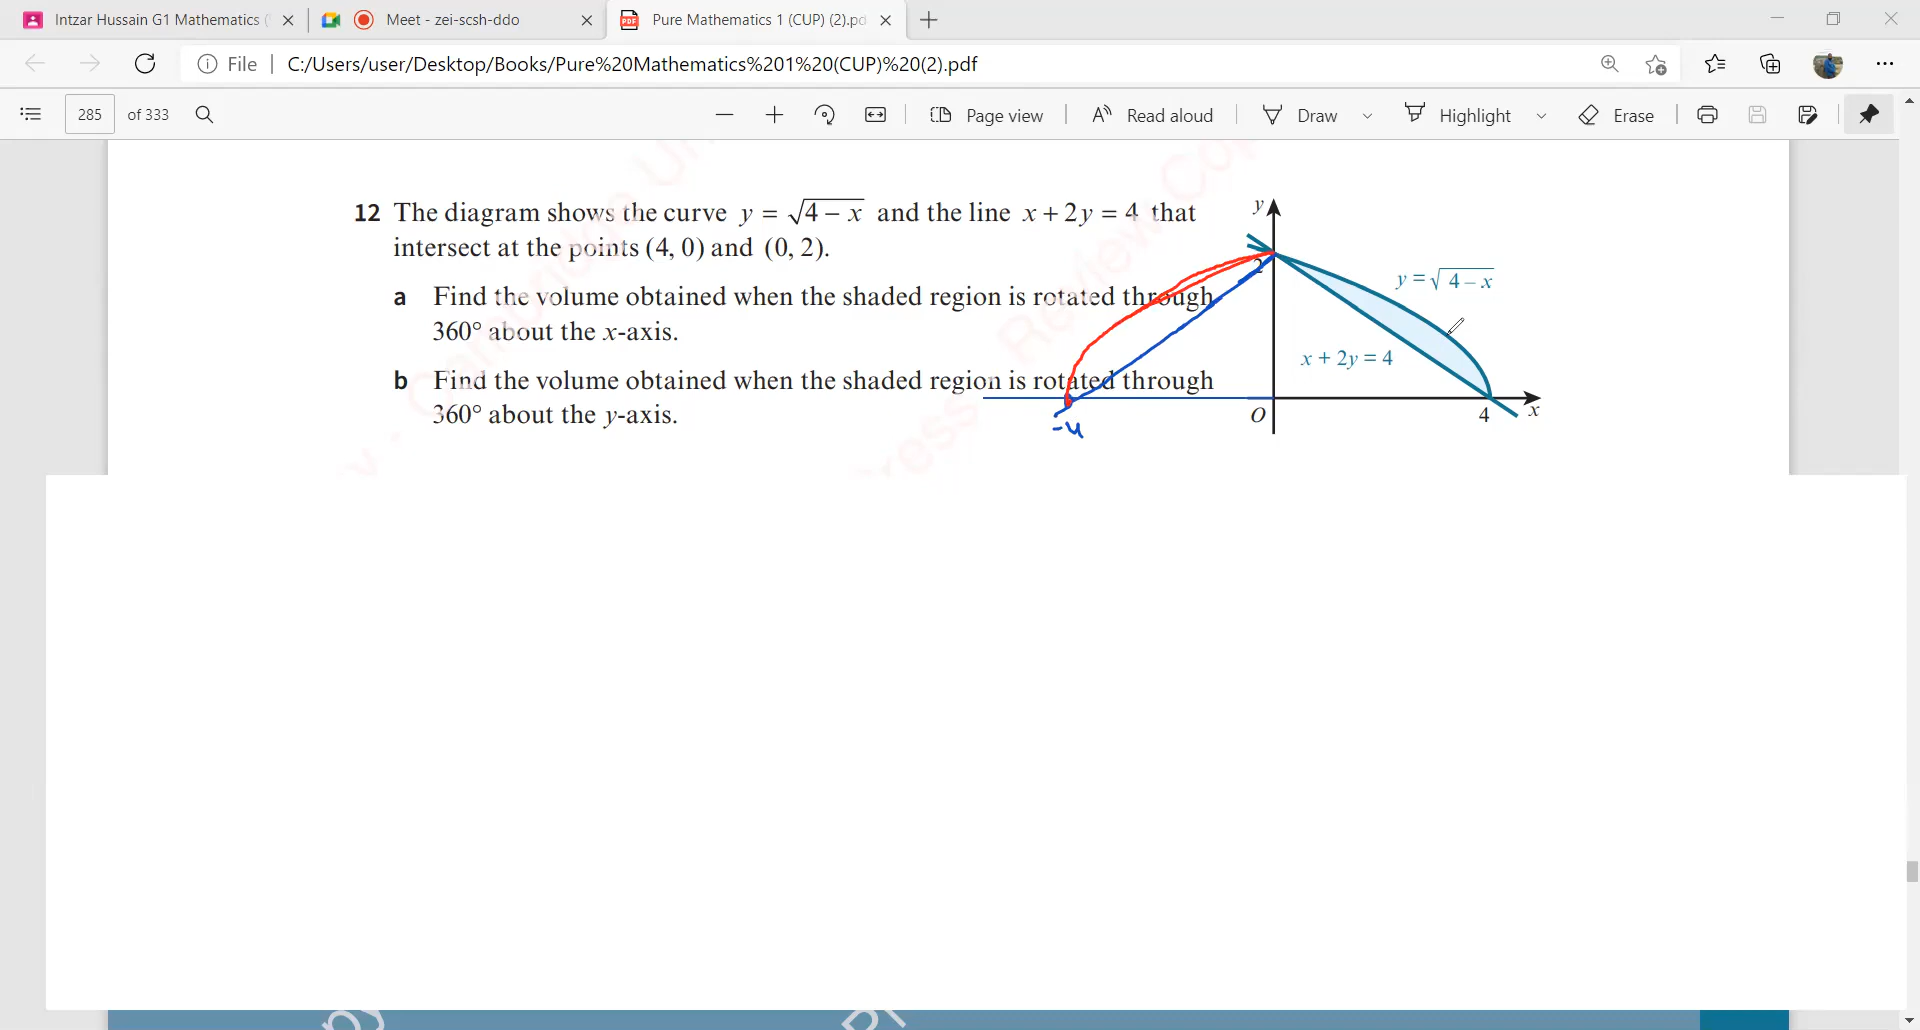 Intzar Hussain G1 Mathematics (
Meet - zei-scsh-ddo
Pure Mathematics 1 (CUP) (2).pd
File
C:/Users/user/Desktop/Books/Pure%20Mathematics%201%20(CUP)%20(2).pdf
285 of 333
Page view
Read aloud
Draw
Highlight
Erase
12 The diagram shows the curve y = √(4 − x) and the line x + 2y = 4 that
intersect at the points (4, 0) and (0, 2).
a Find the volume obtained when the shaded region is rotated through
360° about the x-axis.
b Find the volume obtained when the shaded region is rotated through
360° about the y-axis.
y
2
y = √(4 − x)
x + 2y = 4
O
4
x
-4
Review Cop